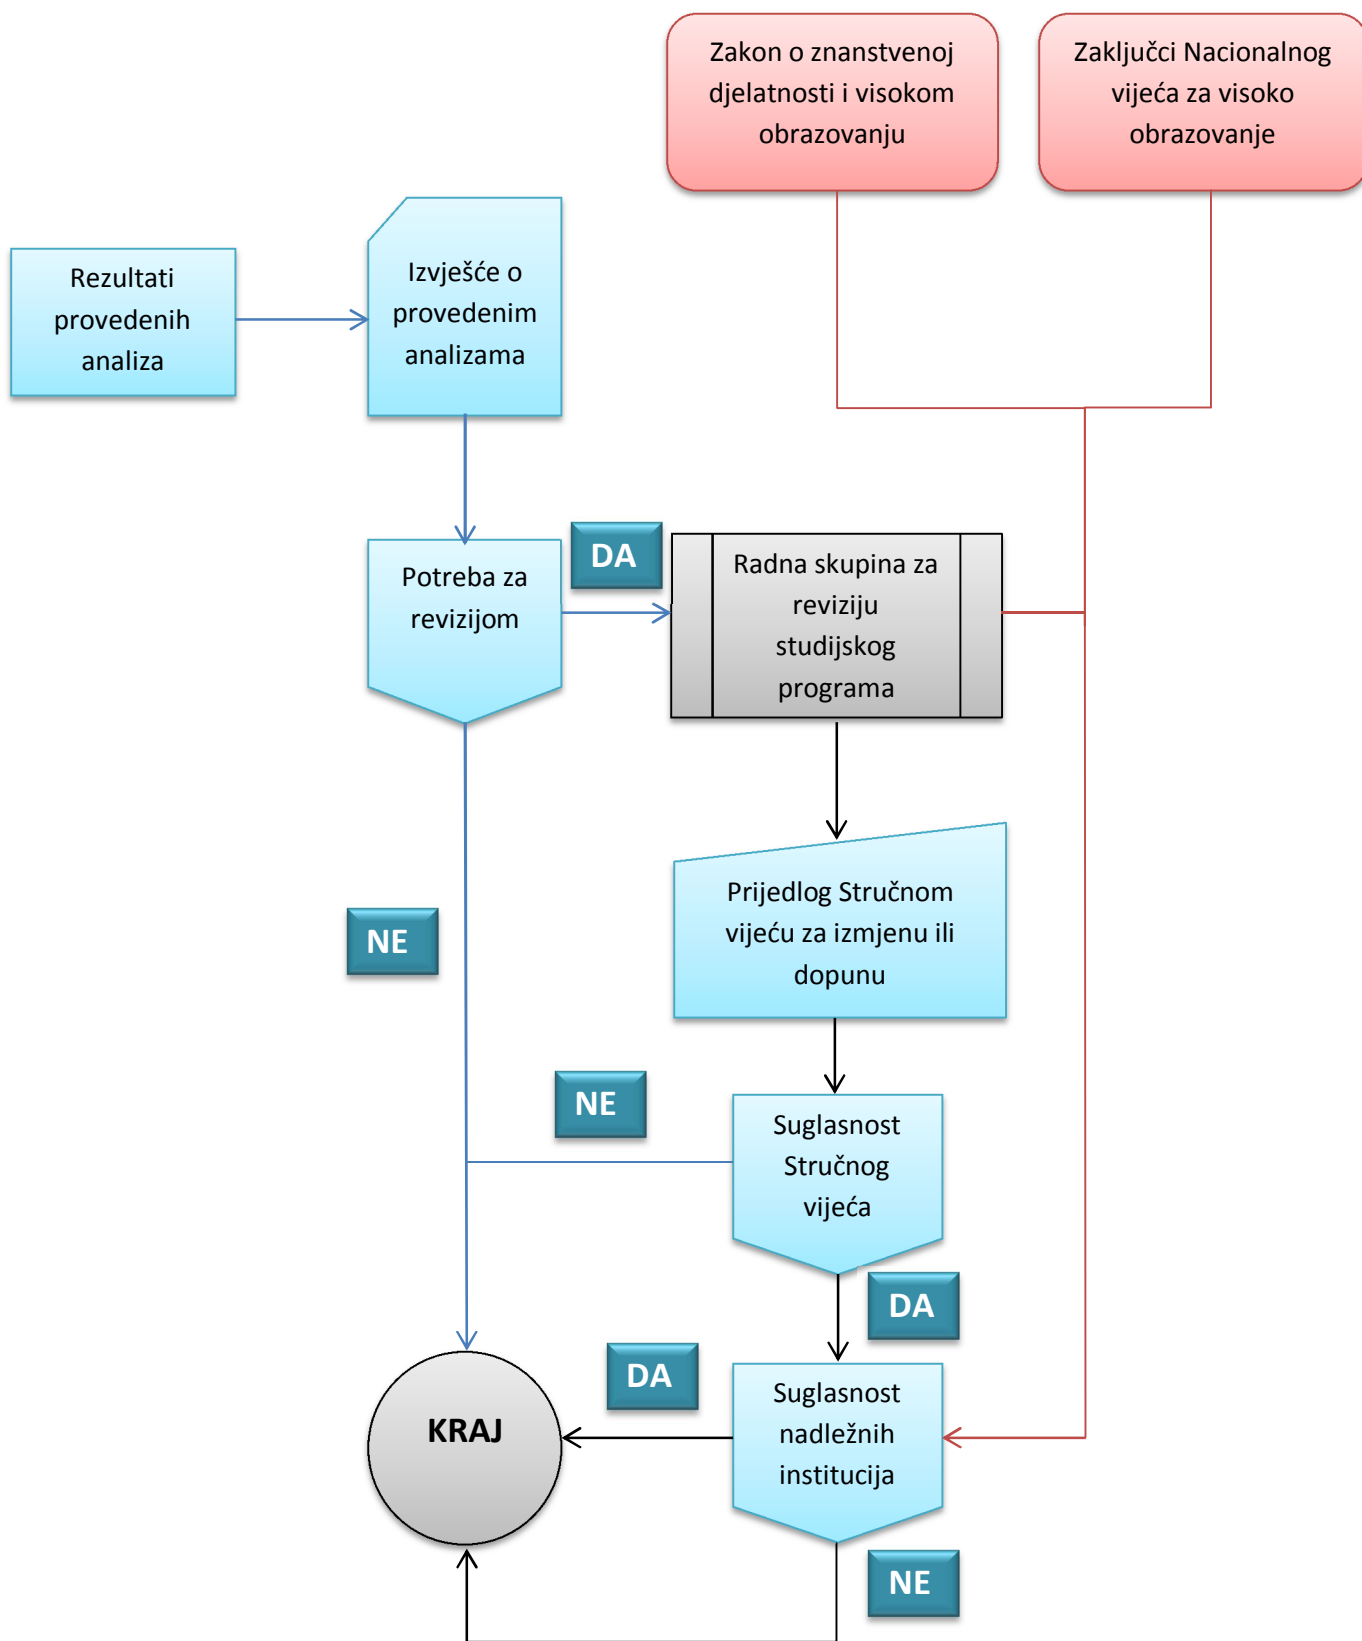 Zakon o znanstvenoj
djelatnosti i visokom
obrazovanju
Zaključci Nacionalnog
vijeća za visoko
obrazovanje
Rezultati
provedenih
analiza
Izvješće o
provedenim
analizama
Potreba za
revizijom
DA
Radna skupina za
reviziju
studijskog
programa
Prijedlog Stručnom
vijeću za izmjenu ili
dopunu
NE
NE
Suglasnost
Stručnog
vijeća
DA
DA
KRAJ
Suglasnost
nadležnih
institucija
NE